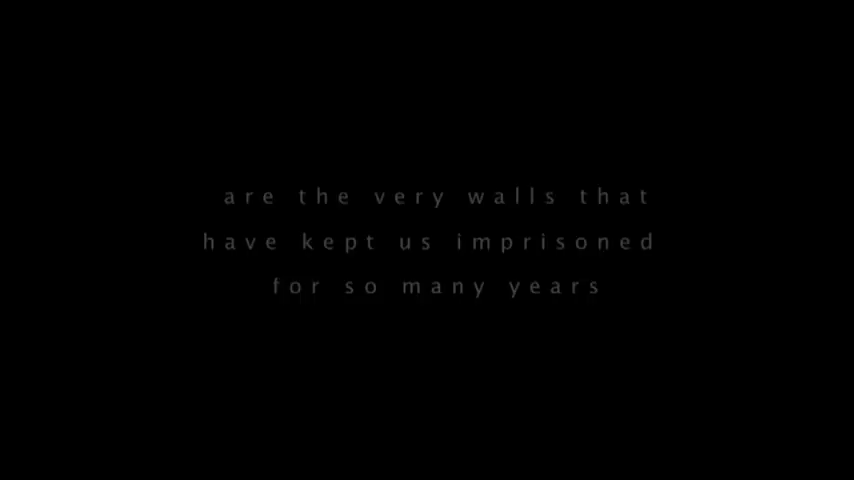 are the very walls that
have kept us imprisoned
for so many years